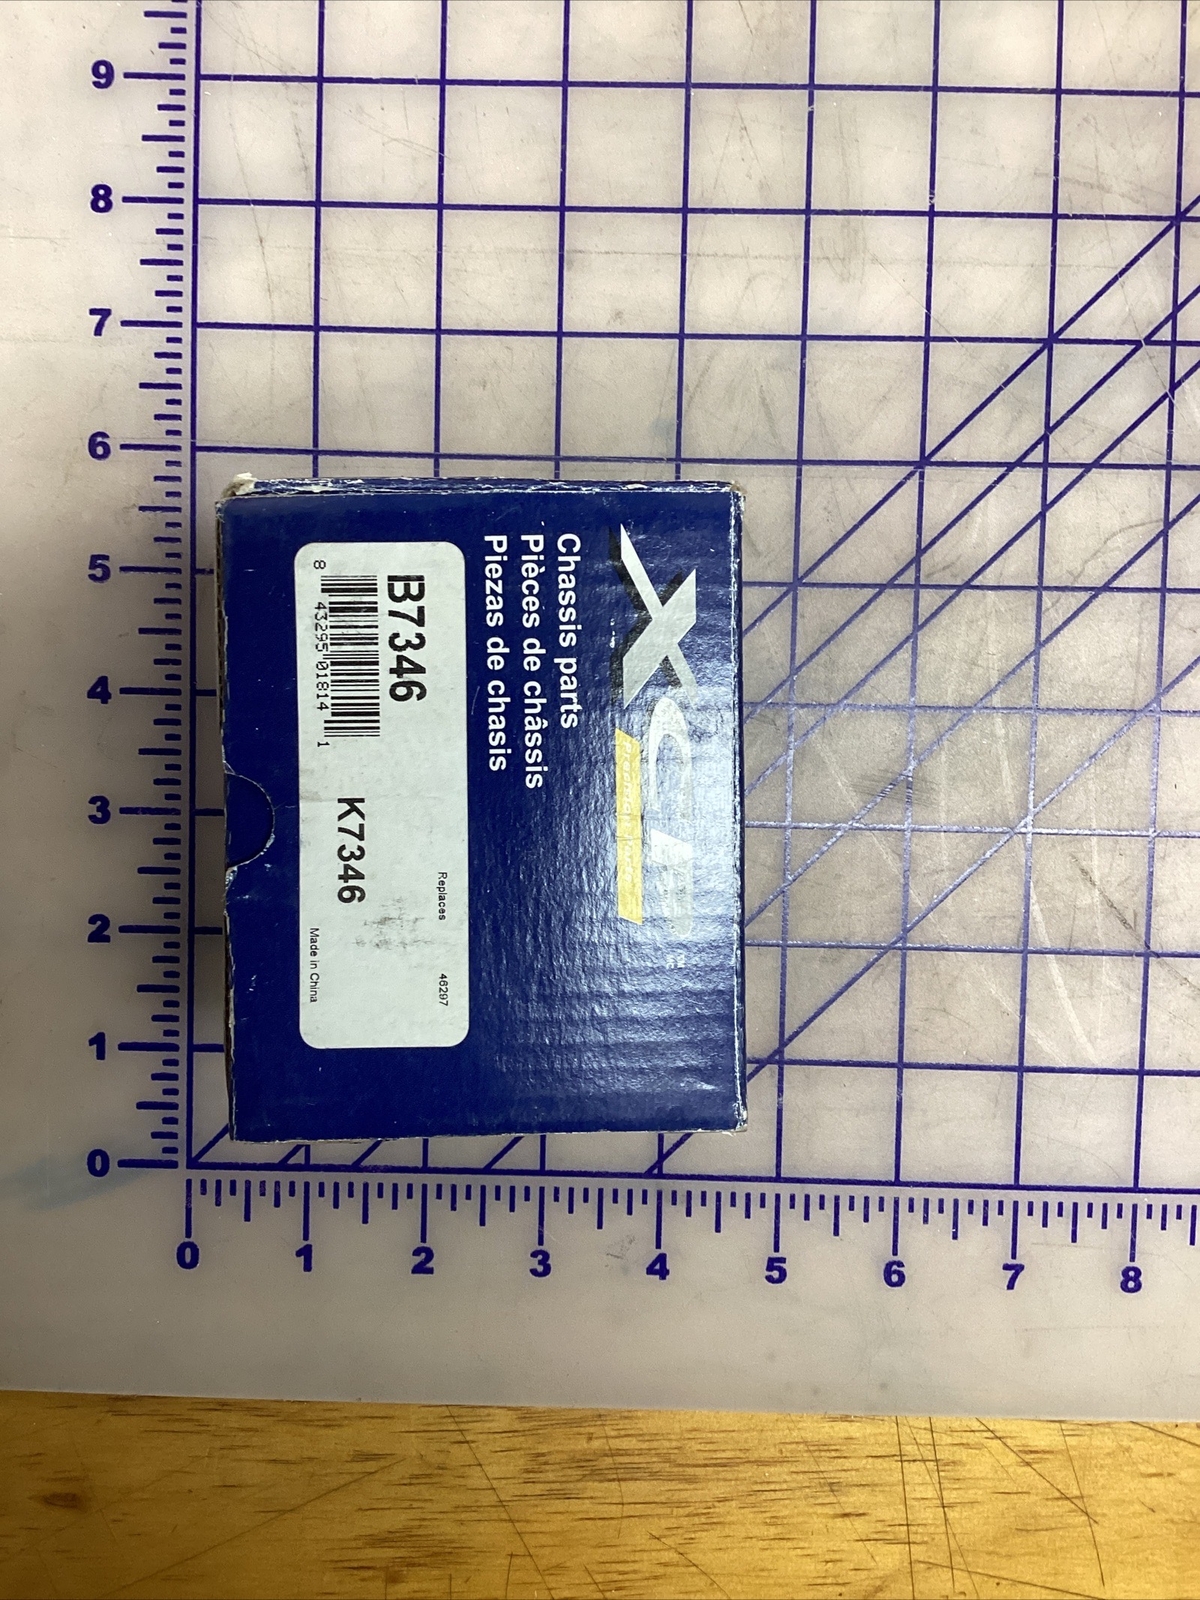 9
8
7
6
5
4
3
2
1
0
0 1 2 3 4 5 6 7 8
XCF
Chassis parts
Pièces de châssis
Piezas de chasis
Replaces 46297
B7346
K7346
8 43295 01814 1
Made in China